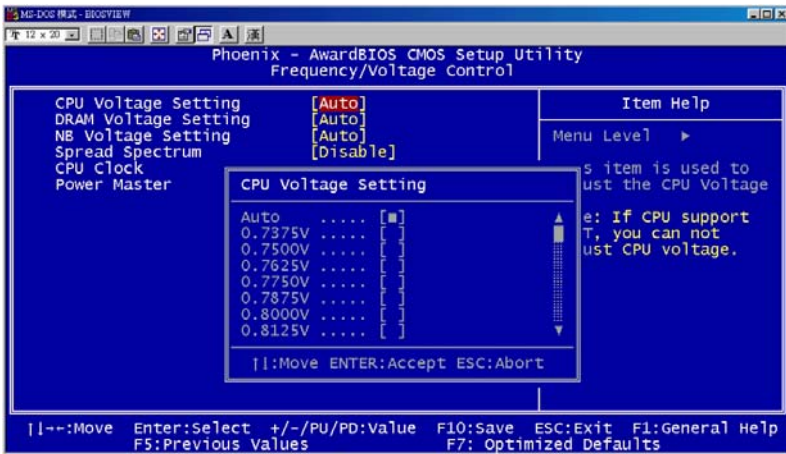 MS-DOS 模式 - BIOSVIEW
12 x 20 A 漢
Phoenix - AwardBIOS CMOS Setup Utility
Frequency/Voltage Control
CPU Voltage Setting [Auto]
DRAM Voltage Setting [Auto]
NB Voltage Setting [Auto]
Spread Spectrum [Disable]
CPU Clock
Power Master
CPU Voltage Setting
Auto ..... [■]
0.7375V ..... [ ]
0.7500V ..... [ ]
0.7625V ..... [ ]
0.7750V ..... [ ]
0.7875V ..... [ ]
0.8000V ..... [ ]
0.8125V ..... [ ]
↑↓:Move ENTER:Accept ESC:Abort
Item Help
Menu Level ►
s item is used to
ust the CPU Voltage
e: If CPU support
T, you can not
ust CPU voltage.
↑↓→←:Move Enter:Select +/-/PU/PD:Value F10:Save ESC:Exit F1:General Help
F5:Previous Values F7: Optimized Defaults